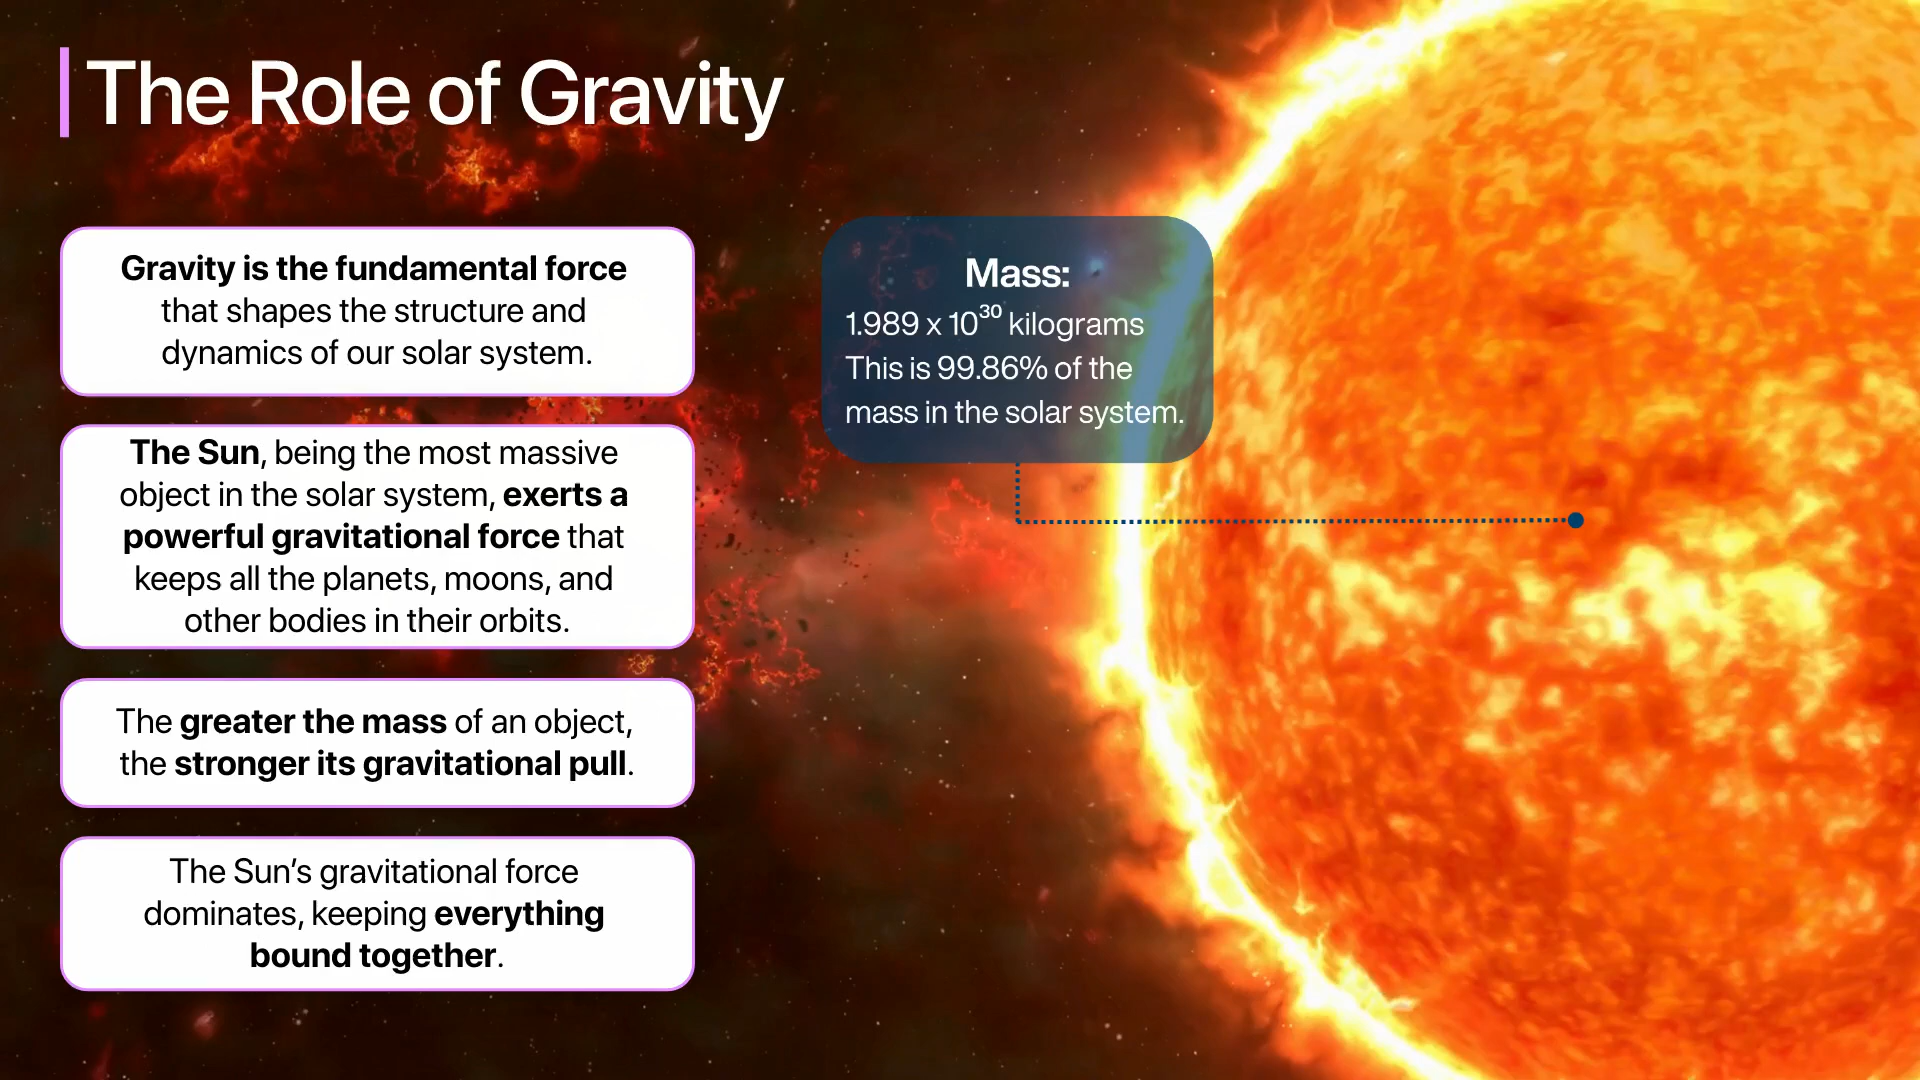 The Role of Gravity
Gravity is the fundamental force
that shapes the structure and
dynamics of our solar system.
The Sun, being the most massive
object in the solar system, exerts a
powerful gravitational force that
keeps all the planets, moons, and
other bodies in their orbits.
The greater the mass of an object,
the stronger its gravitational pull.
The Sun’s gravitational force
dominates, keeping everything
bound together.
Mass:
1.989 x 10³⁰ kilograms
This is 99.86% of the
mass in the solar system.